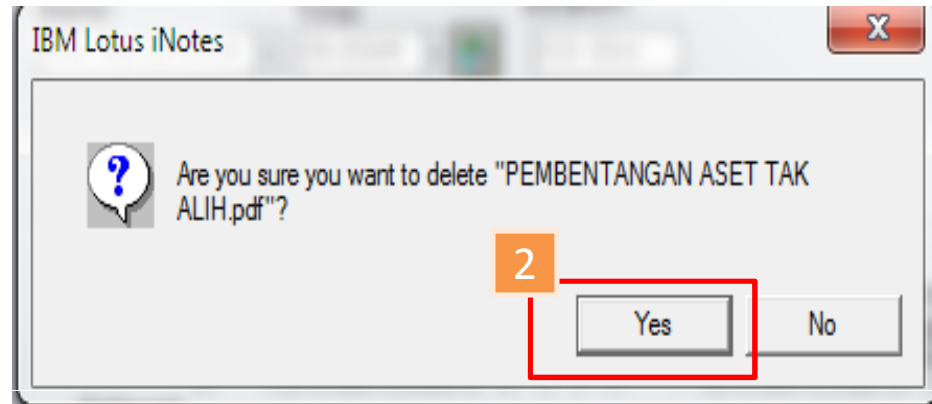 IBM Lotus iNotes
X
Are you sure you want to delete "PEMBENTANGAN ASET TAK
ALIH.pdf"?
2
Yes
No